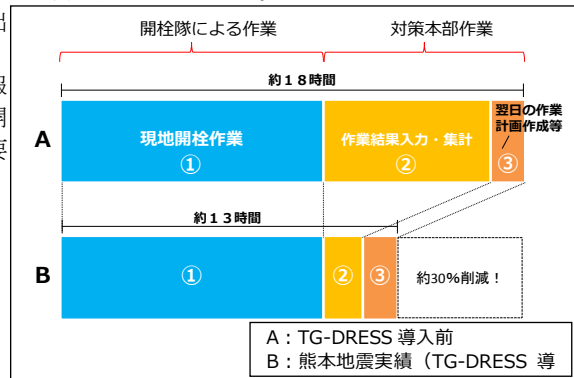 出
開栓隊による作業
対策本部作業
約18時間
A
現地開栓作業
①
作業結果入力・集計
②
翌日の作業
計画作成等
③
約13時間
B
①
②
③
約30%削減！
A：TG-DRESS 導入前
B：熊本地震実績（TG-DRESS 導